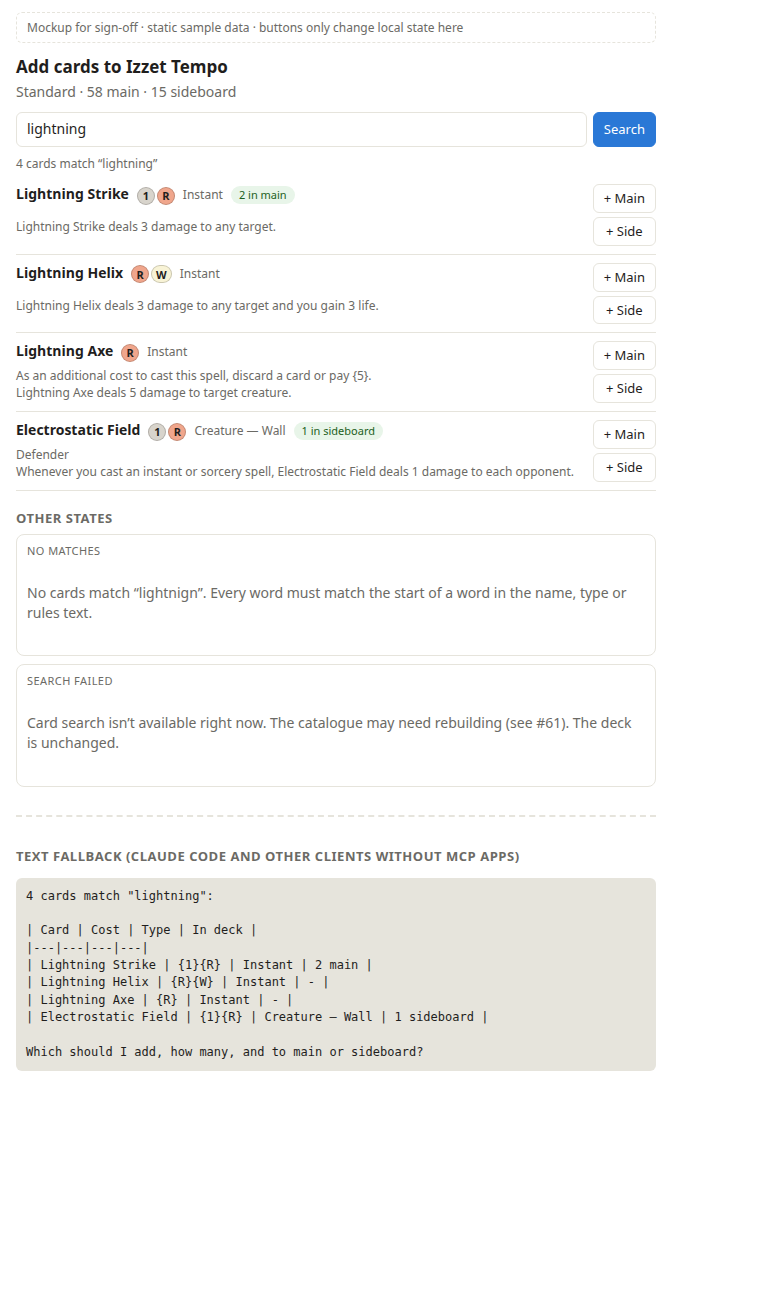 Mockup for sign-off · static sample data · buttons only change local state here
Add cards to Izzet Tempo
Standard · 58 main · 15 sideboard
lightning
Search
4 cards match “lightning”
Lightning Strike 1 R Instant 2 in main
+ Main
Lightning Strike deals 3 damage to any target.
+ Side
Lightning Helix R W Instant
+ Main
Lightning Helix deals 3 damage to any target and you gain 3 life.
+ Side
Lightning Axe R Instant
+ Main
As an additional cost to cast this spell, discard a card or pay {5}.
Lightning Axe deals 5 damage to target creature.
+ Side
Electrostatic Field 1 R Creature — Wall 1 in sideboard
+ Main
Defender
Whenever you cast an instant or sorcery spell, Electrostatic Field deals 1 damage to each opponent.
+ Side
OTHER STATES
NO MATCHES
No cards match “lightnign”. Every word must match the start of a word in the name, type or
rules text.
SEARCH FAILED
Card search isn’t available right now. The catalogue may need rebuilding (see #61). The deck
is unchanged.
TEXT FALLBACK (CLAUDE CODE AND OTHER CLIENTS WITHOUT MCP APPS)
4 cards match "lightning":
| Card | Cost | Type | In deck |
|---|---|---|---|
| Lightning Strike | {1}{R} | Instant | 2 main |
| Lightning Helix | {R}{W} | Instant | - |
| Lightning Axe | {R} | Instant | - |
| Electrostatic Field | {1}{R} | Creature — Wall | 1 sideboard |
Which should I add, how many, and to main or sideboard?